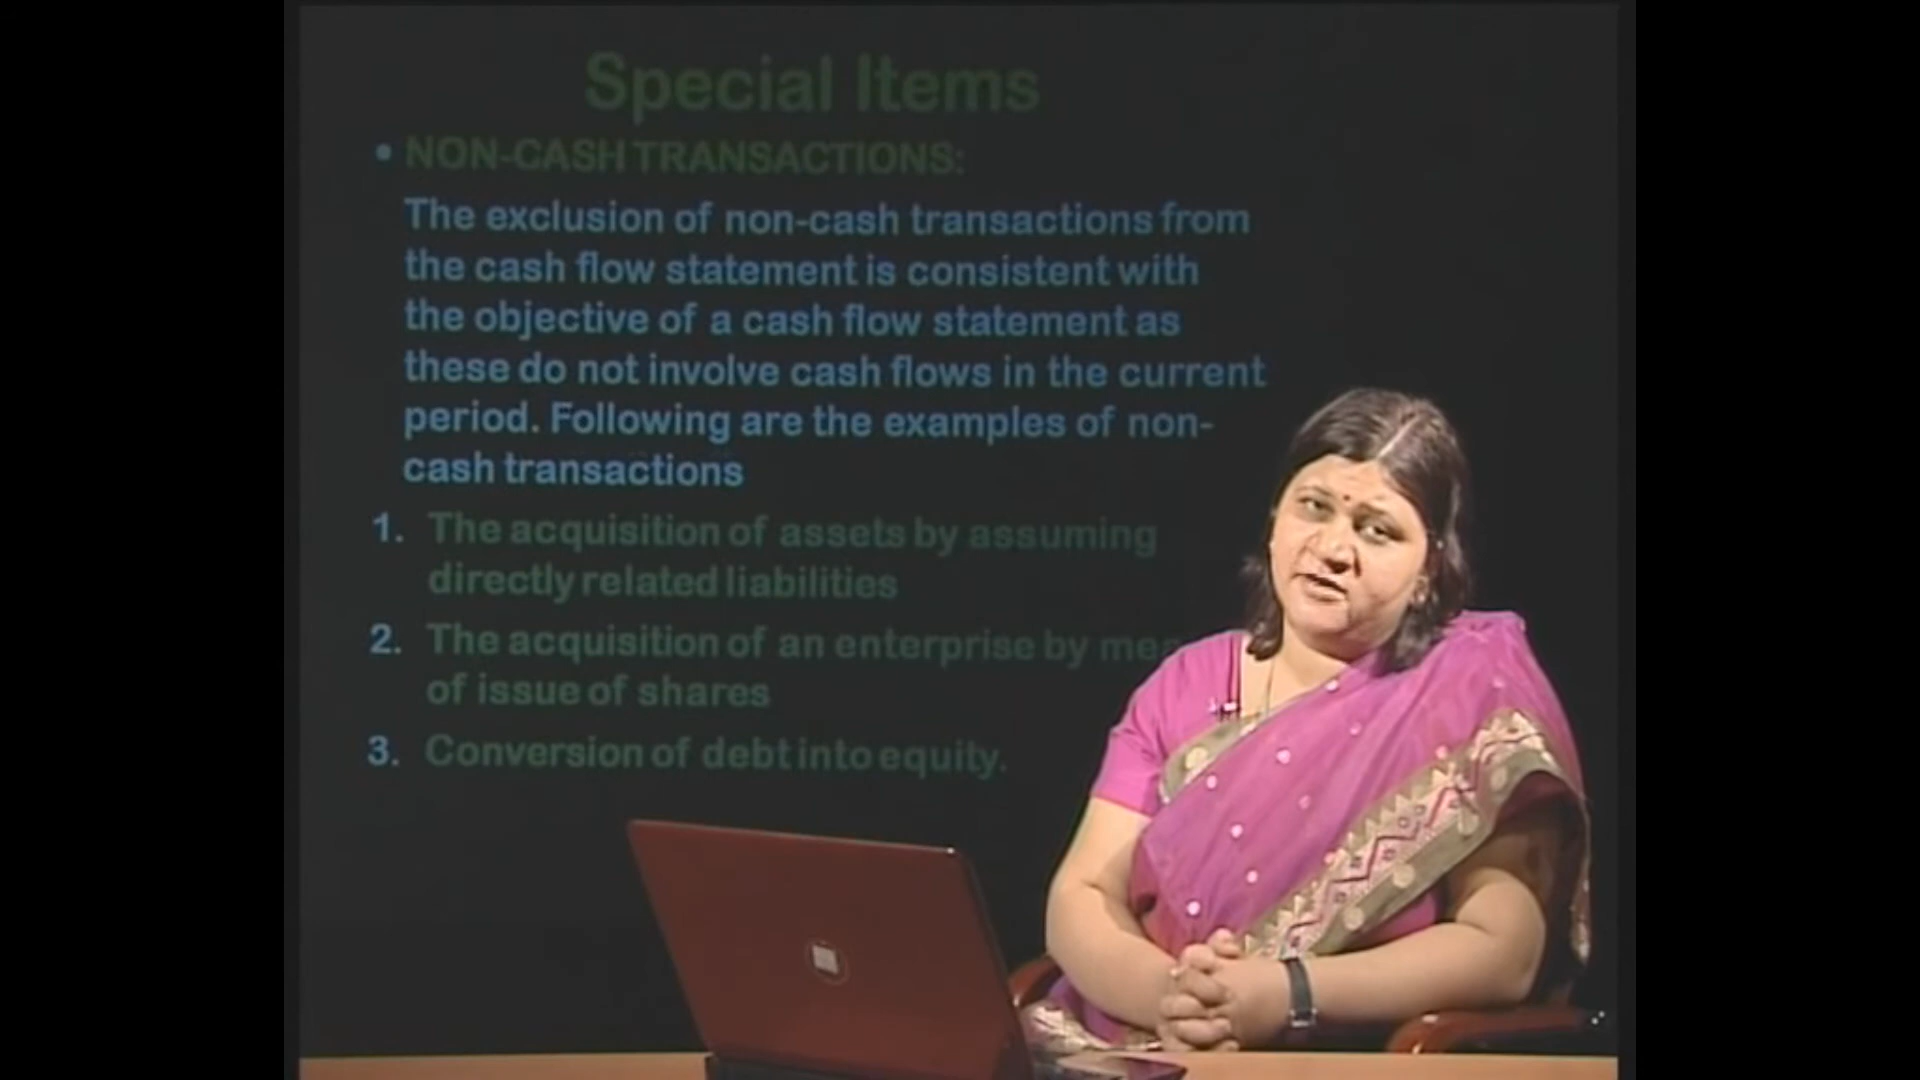 Special Items
• NON-CASH TRANSACTIONS:
The exclusion of non-cash transactions from
the cash flow statement is consistent with
the objective of a cash flow statement as
these do not involve cash flows in the current
period. Following are the examples of non-
cash transactions
1. The acquisition of assets by assuming
directly related liabilities
2. The acquisition of an enterprise by
of issue of shares
3. Conversion of debt into equity.